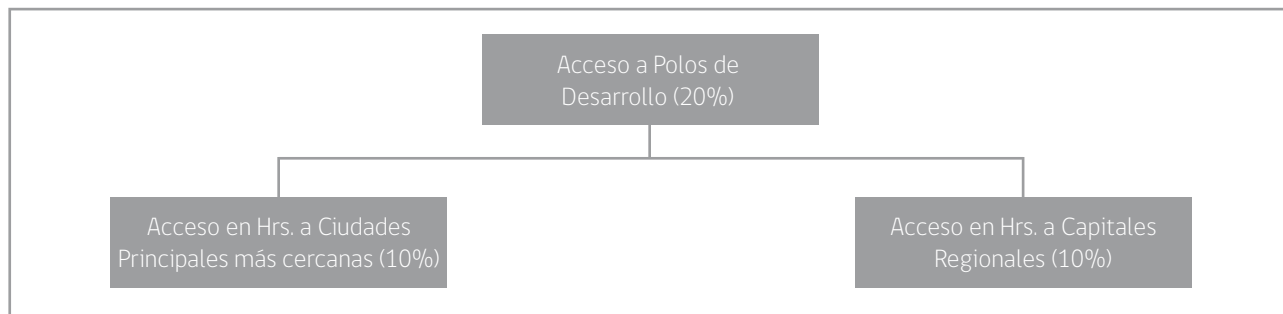 Acceso a Polos de
Desarrollo (20%)
Acceso en Hrs. a Ciudades
Principales más cercanas (10%)
Acceso en Hrs. a Capitales
Regionales (10%)